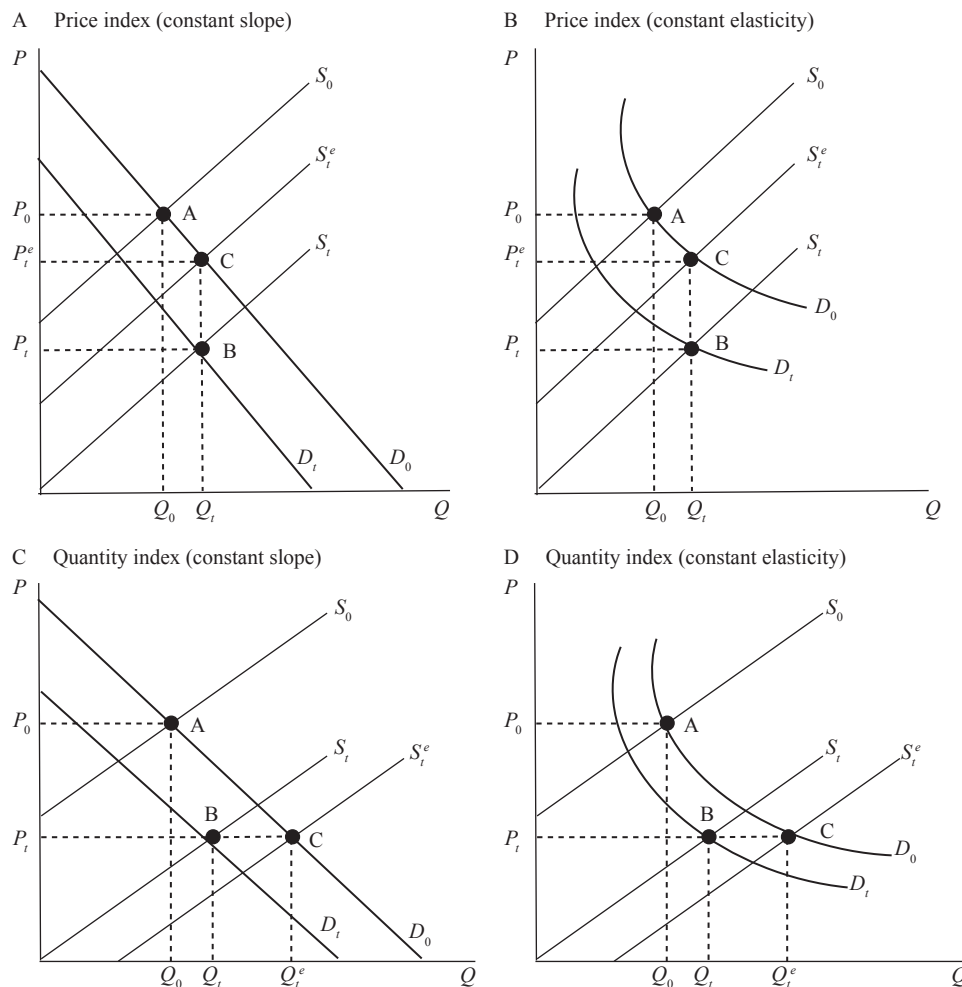 A Price index (constant slope)
P
S₀
Sₜᵉ
P₀
A
Pₜᵉ
C
Sₜ
Pₜ
B
Dₜ
D₀
Q₀
Qₜ
Q
B Price index (constant elasticity)
P
S₀
Sₜᵉ
P₀
A
Sₜ
Pₜᵉ
C
D₀
Pₜ
B
Dₜ
Q₀
Qₜ
Q
C Quantity index (constant slope)
P
S₀
P₀
A
Sₜ
Sₜᵉ
B
Pₜ
C
Dₜ
D₀
Q₀
Qₜ
Qₜᵉ
Q
D Quantity index (constant elasticity)
P
S₀
P₀
A
Sₜ
Sₜᵉ
B
C
Pₜ
D₀
Dₜ
Q₀
Qₜ
Qₜᵉ
Q